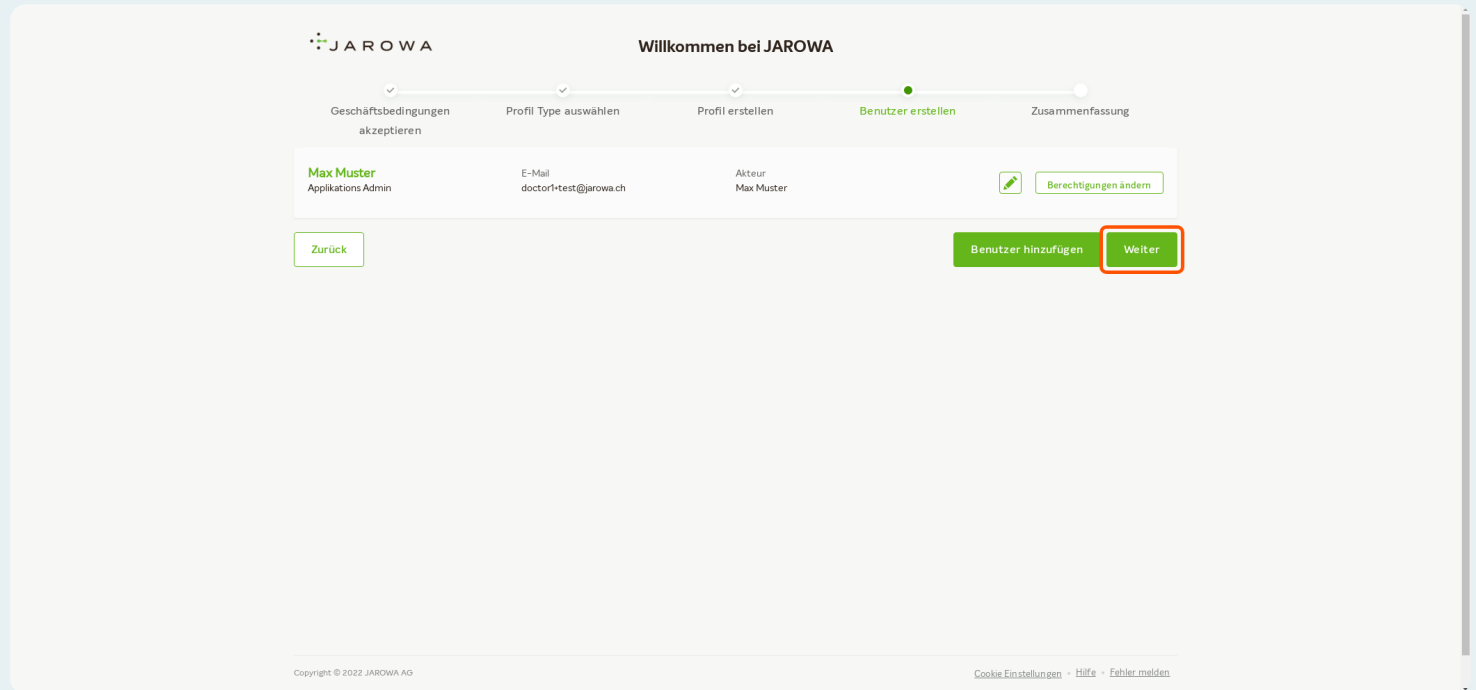 JAROWA
Willkommen bei JAROWA
Geschäftsbedingungen
akzeptieren
Profil Type auswählen
Profil erstellen
Benutzer erstellen
Zusammenfassung
Max Muster
Applikations Admin
E-Mail
doctor1+test@jarowa.ch
Akteur
Max Muster
Berechtigungen ändern
Zurück
Benutzer hinzufügen
Weiter
Copyright © 2022 JAROWA AG
Cookie Einstellungen • Hilfe • Fehler melden